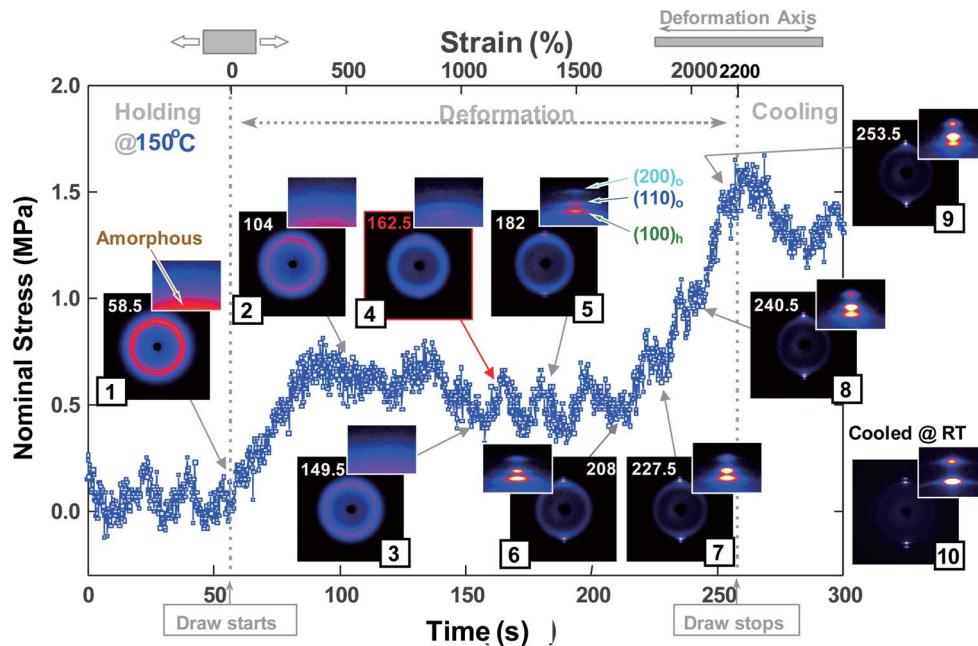 Deformation Axis
Strain (%)
0
500
1000
1500
2000
2200
2.0
1.5
1.0
0.5
0.0
Nominal Stress (MPa)
Holding
@150°C
Deformation
Cooling
Amorphous
58.5
1
104
2
149.5
3
162.5
4
182
5
(200)o
(110)o
(100)h
208
6
227.5
7
240.5
8
253.5
9
Cooled @ RT
10
0
50
100
150
200
250
300
Draw starts
Time (s)
Draw stops